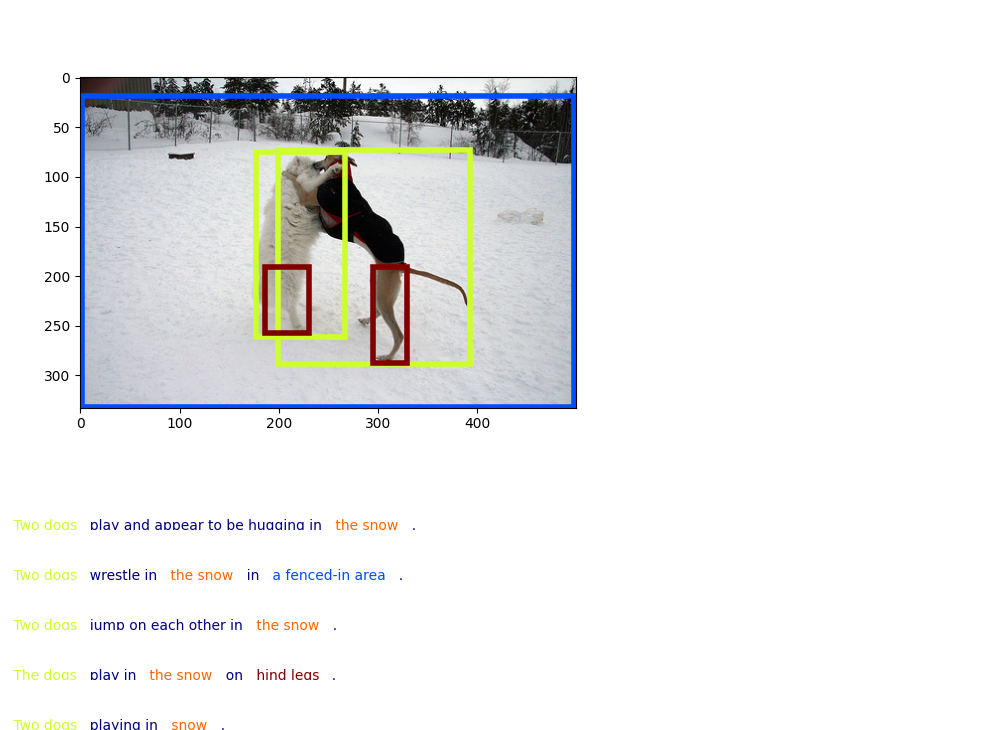 0
50
100
150
200
250
300
0 100 200 300 400
Two dogs play and appear to be hugging in the snow .
Two dogs wrestle in the snow in a fenced-in area .
Two dogs jump on each other in the snow .
The dogs play in the snow on hind legs .
Two dogs playing in snow .